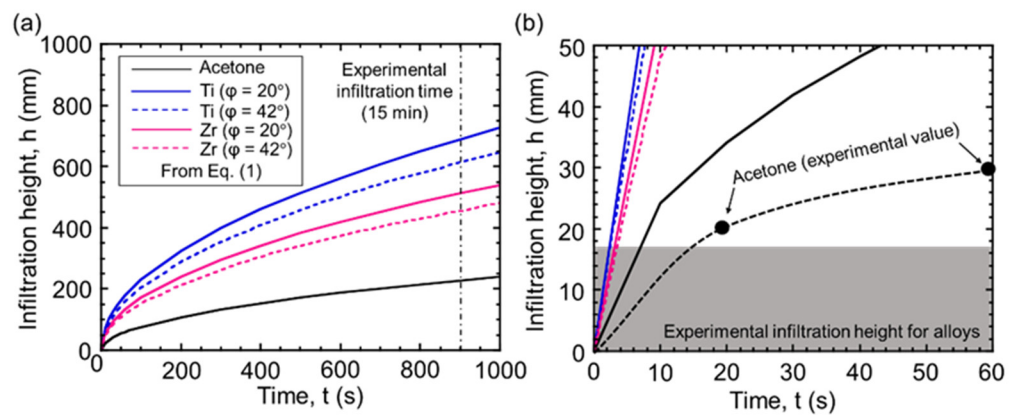 (a)
1000
800
600
400
200
0
Infiltration height, h (mm)
Acetone
Ti (φ = 20°)
Ti (φ = 42°)
Zr (φ = 20°)
Zr (φ = 42°)
From Eq. (1)
Experimental
infiltration time
(15 min)
0 200 400 600 800 1000
Time, t (s)
(b)
50
40
30
20
10
0
Infiltration height, h (mm)
Acetone (experimental value)
Experimental infiltration height for alloys
0 10 20 30 40 50 60
Time, t (s)